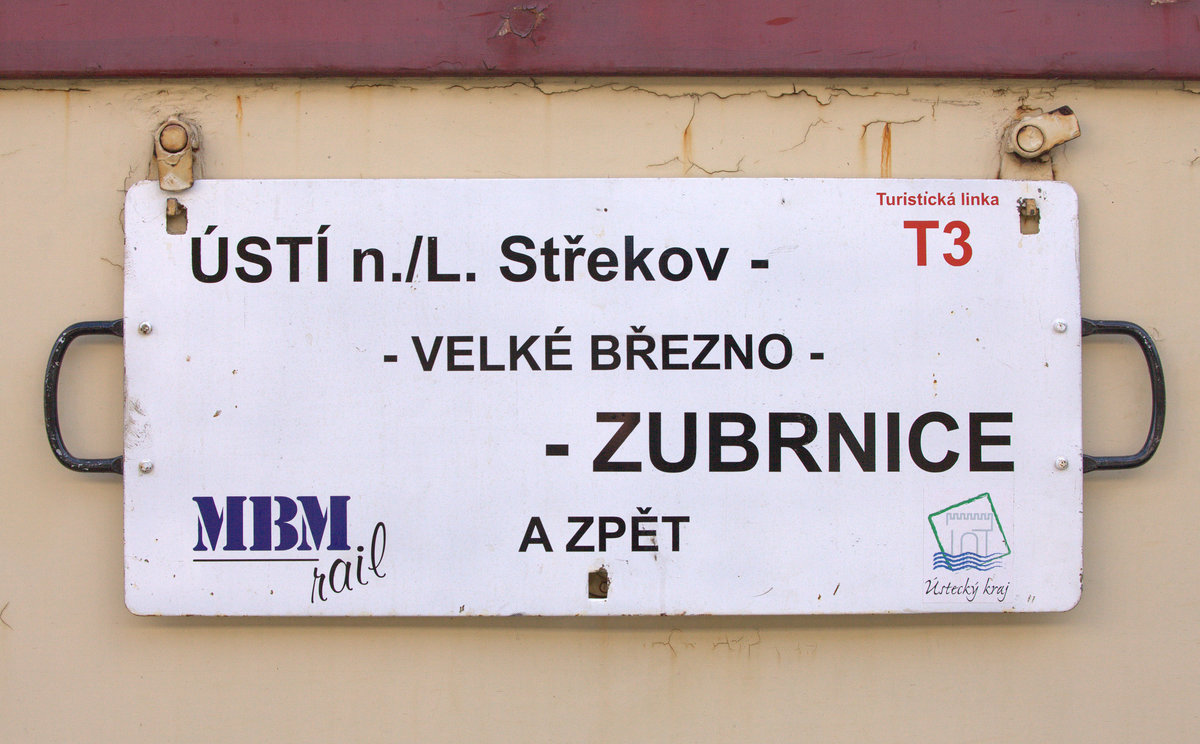 Turistická linka
T3
ÚSTÍ n./L. Střekov -
- VELKÉ BŘEZNO -
- ZUBRNICE
A ZPĚT
MBM
rail
Ústecký kraj